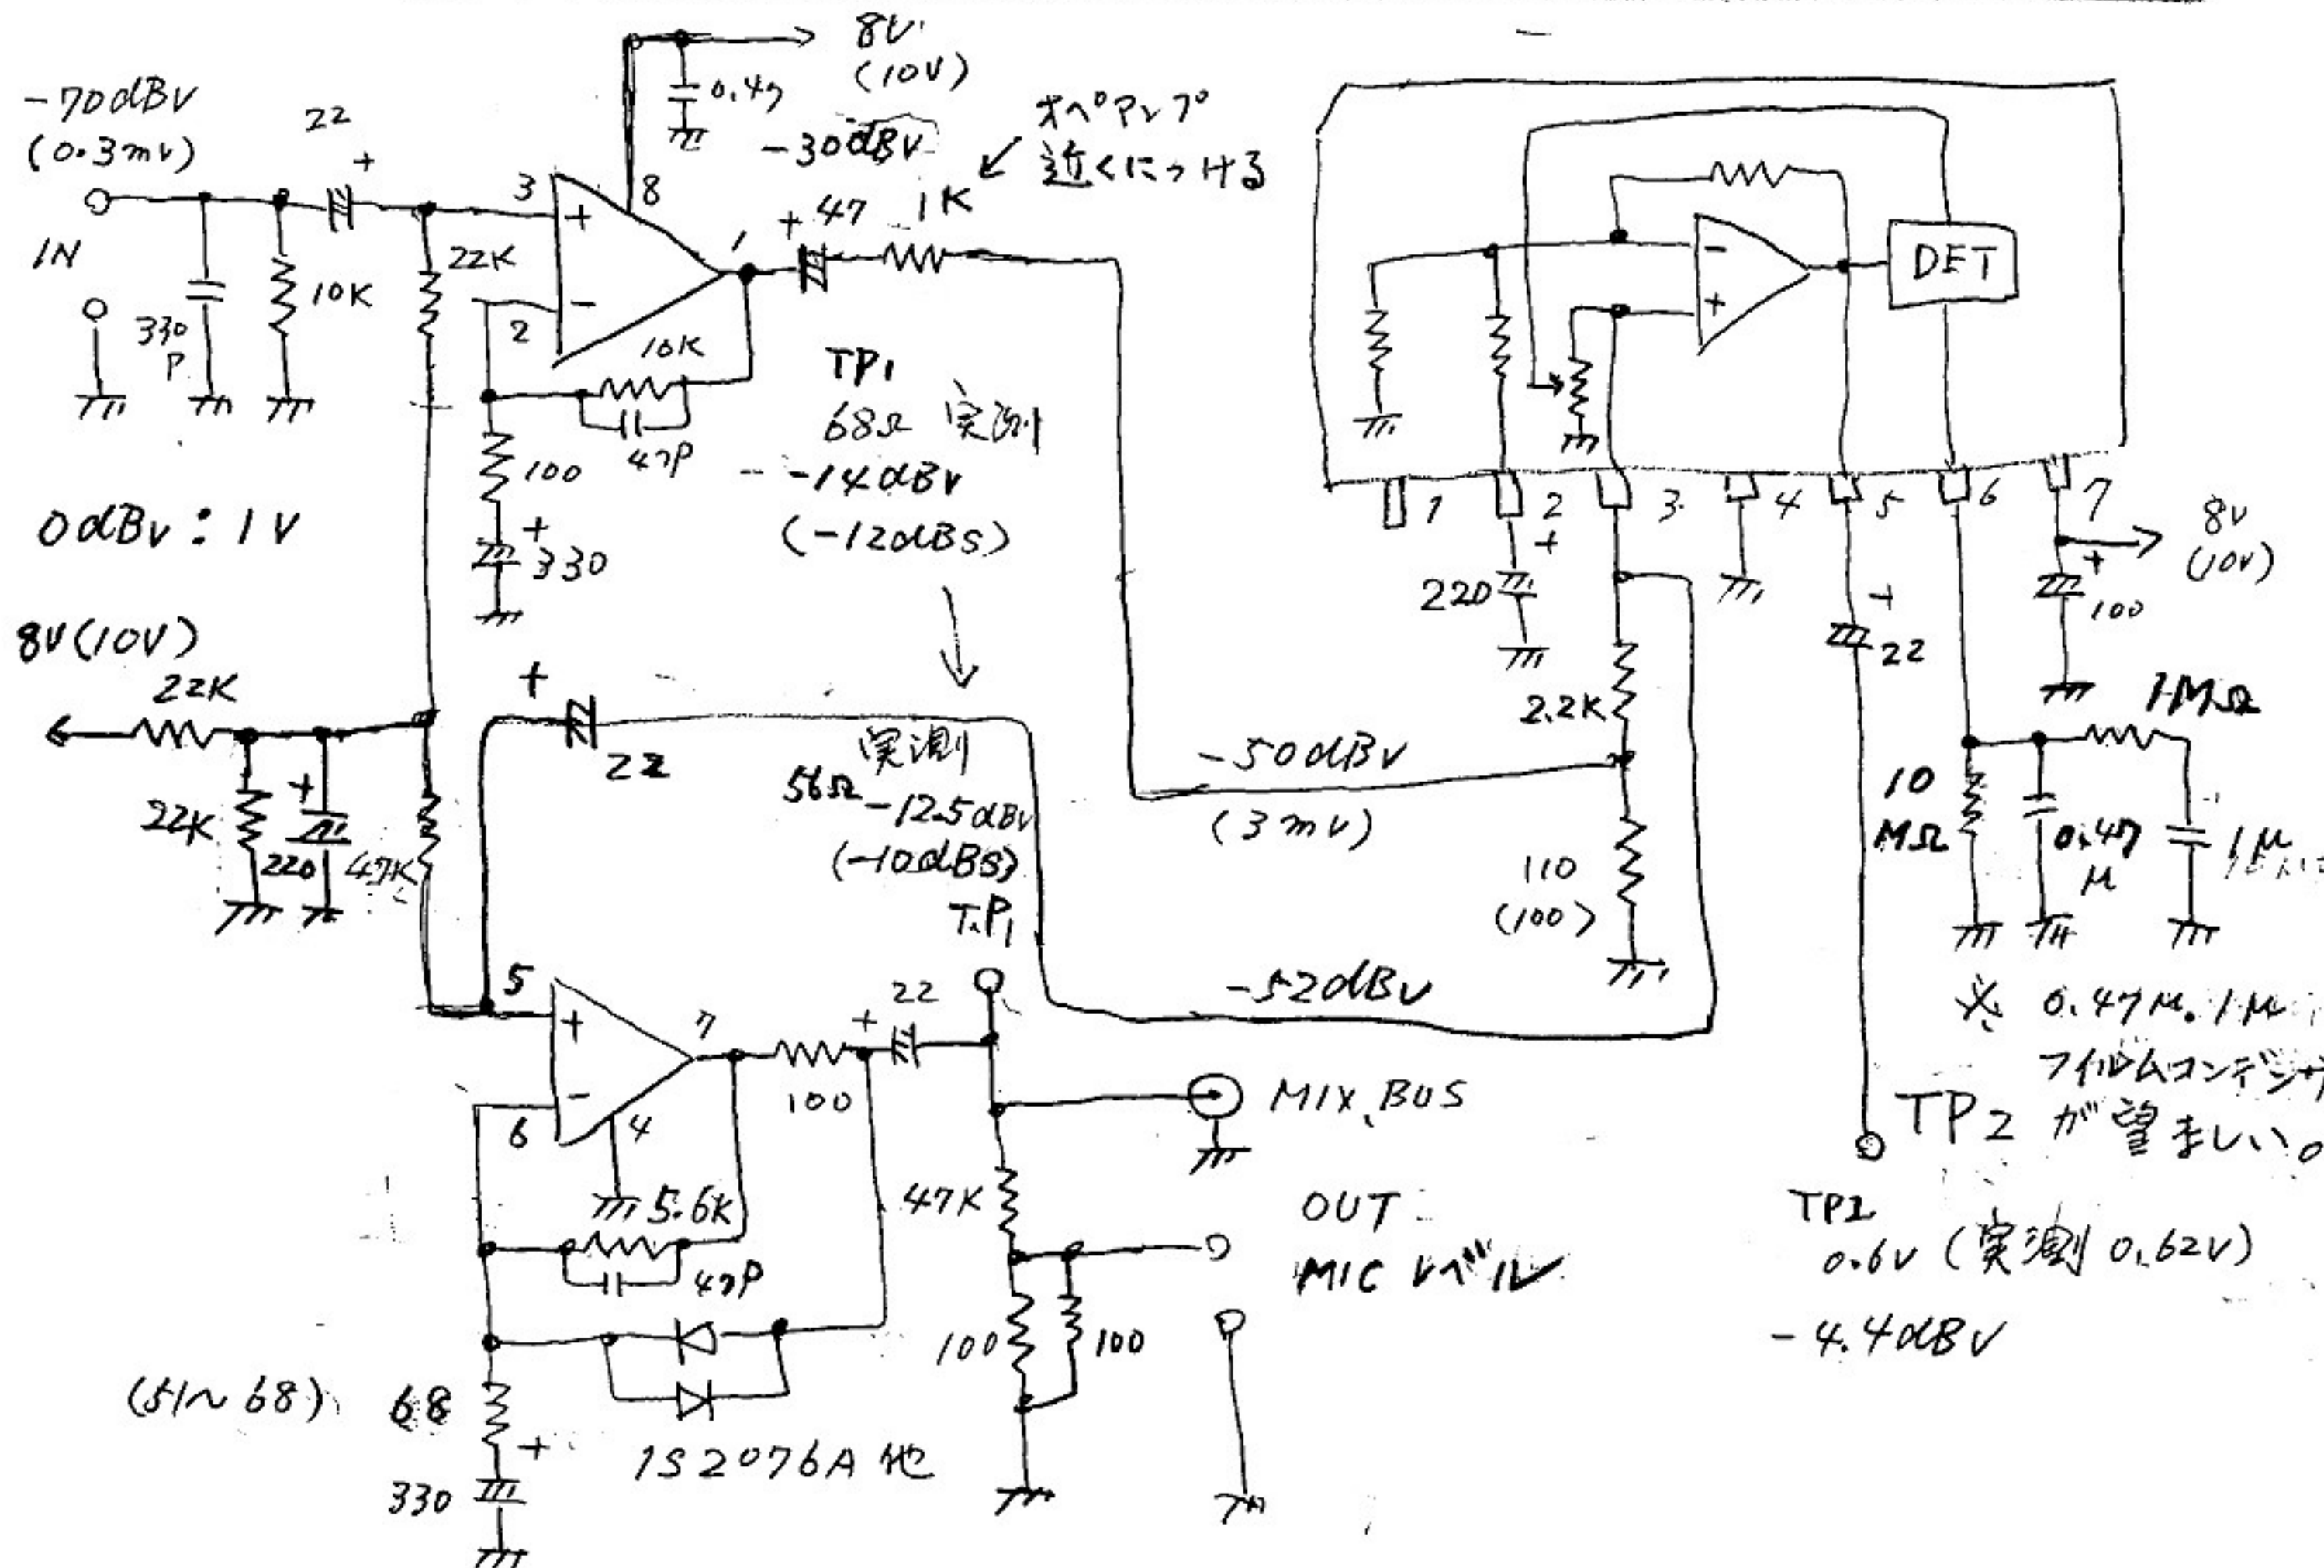 -70dBv
(0.3mv)
22
+
IN
330
P
10K
22K
3
+
8
2
-
1
8V
(10V)
0.47
-30dBv
+ 47
1K
オペアンプ
近くにつける
10K
47P
100
+
330
TP1
68Ω 実測
-14dBv
(-12dBs)
0dBv : 1V
8V(10V)
22K
22K
+
220
47K
+
22
実測
56Ω
-12.5dBv
(-10dBs)
T.P1
-
+
DET
1
2
3
4
5
6
7
+
220
2.2K
+
22
8V
(10V)
+
100
-50dBv
(3mv)
110
(100)
-52dBv
10
MΩ
0.47
μ
1MΩ
1μ
※ 0.47μ. 1μ
フィルムコンデンサ
が望ましい。
TP2
TP2
0.6V (実測 0.62V)
-4.4dBv
5
+
7
-
6
4
100
+
22
5.6K
47P
MIX. BUS
47K
OUT
MIC レベル
100
100
(51~68)
68
+
330
1S2076A 他